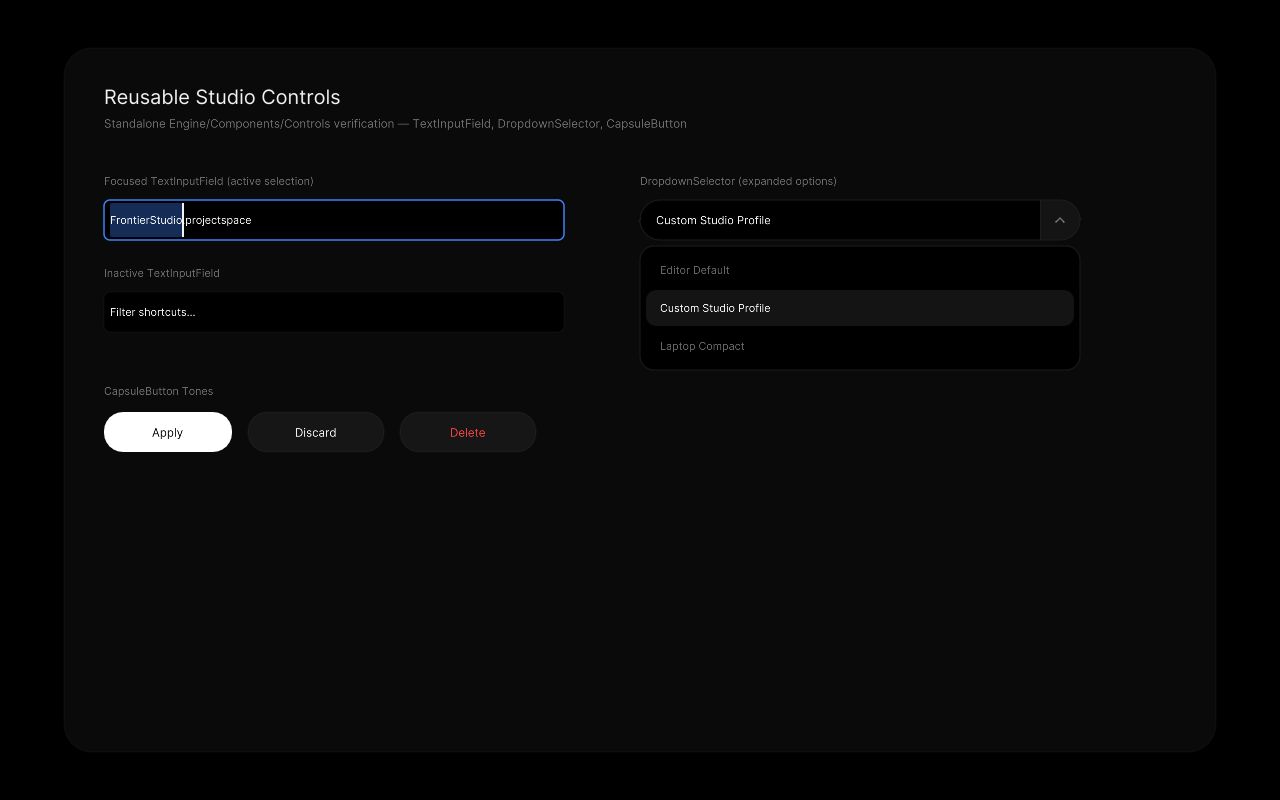 Reusable Studio Controls
Standalone Engine/Components/Controls verification — TextInputField, DropdownSelector, CapsuleButton
Focused TextInputField (active selection)
FrontierStudio projectspace
Inactive TextInputField
Filter shortcuts...
CapsuleButton Tones
Apply
Discard
Delete
DropdownSelector (expanded options)
Custom Studio Profile
Editor Default
Custom Studio Profile
Laptop Compact